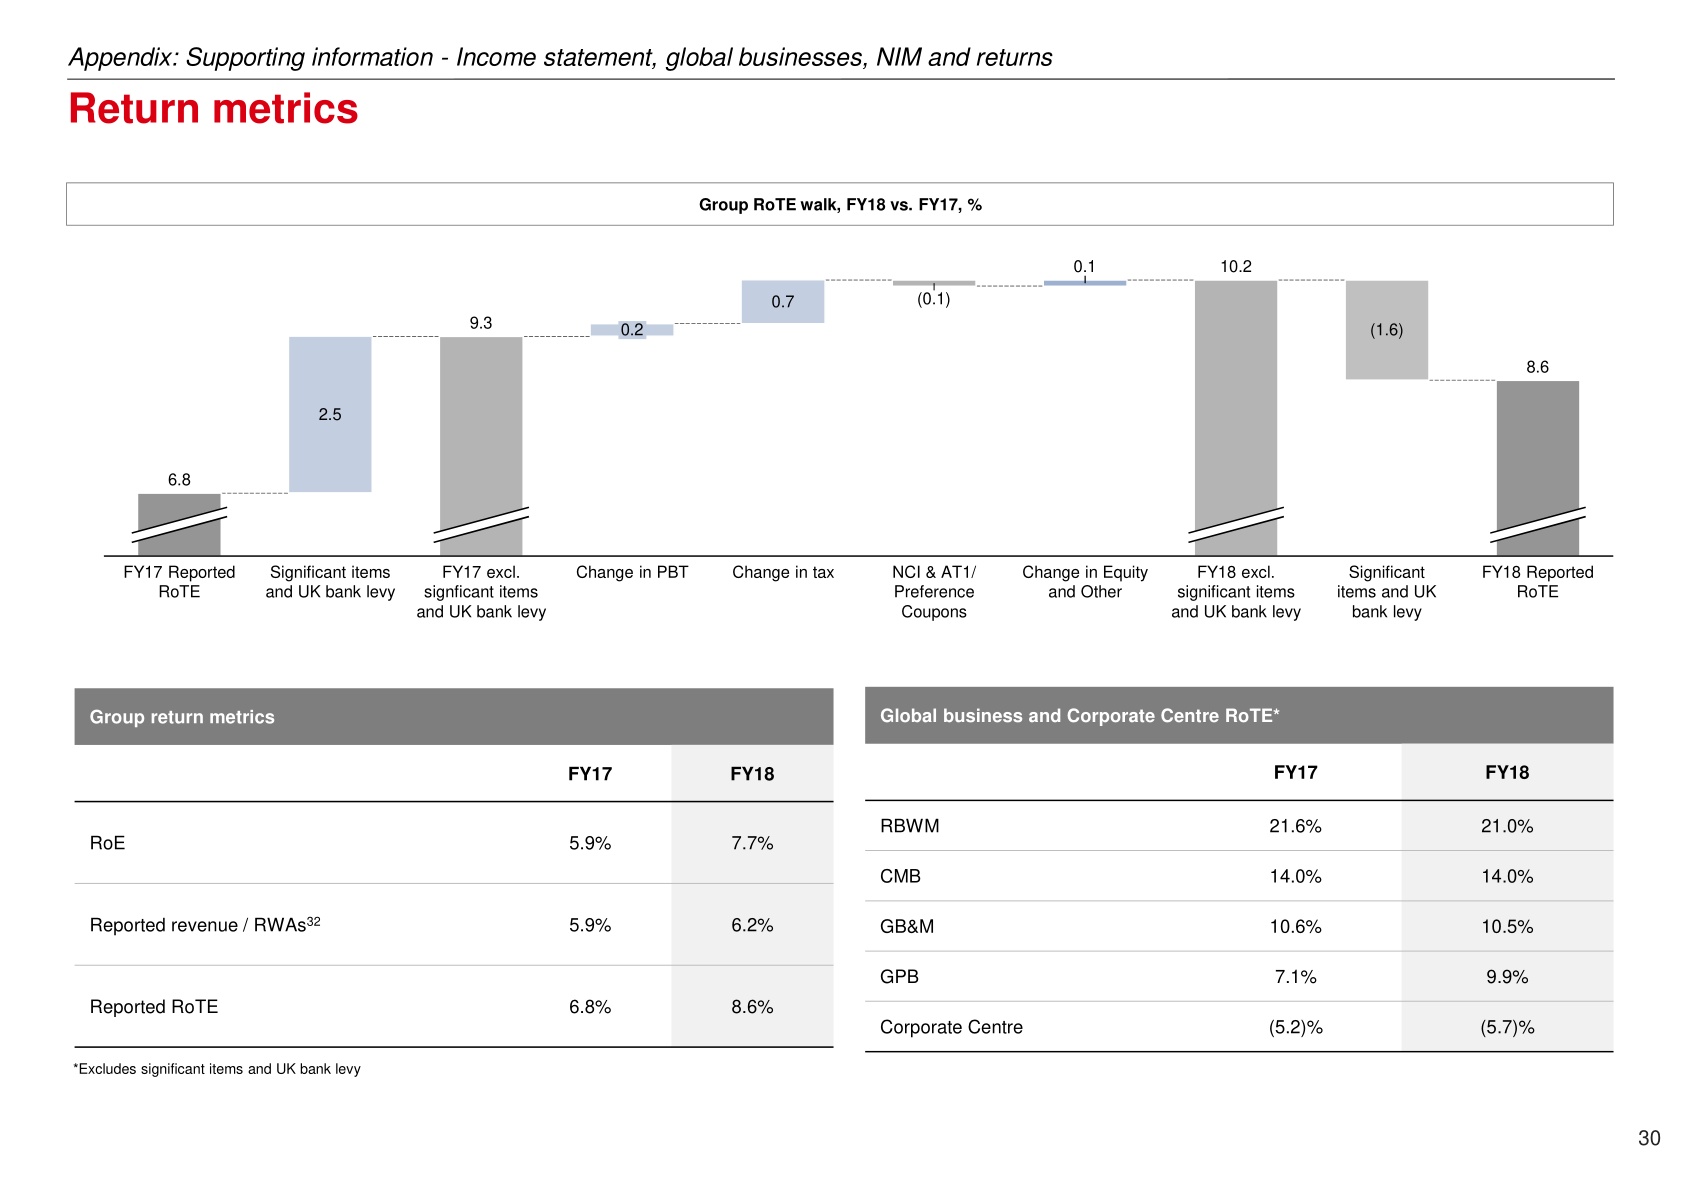 Appendix: Supporting information - Income statement, global businesses, NIM and returns
Return metrics
Group RoTE walk, FY18 vs. FY17, %
6.8
2.5
9.3
0.2
0.7
(0.1)
0.1
10.2
(1.6)
8.6
FY17 Reported
RoTE
Significant items
and UK bank levy
FY17 excl.
signficant items
and UK bank levy
Change in PBT
Change in tax
NCI & AT1/
Preference
Coupons
Change in Equity
and Other
FY18 excl.
significant items
and UK bank levy
Significant
items and UK
bank levy
FY18 Reported
RoTE
Group return metrics
FY17 FY18
RoE 5.9% 7.7%
Reported revenue / RWAs32 5.9% 6.2%
Reported RoTE 6.8% 8.6%
*Excludes significant items and UK bank levy
Global business and Corporate Centre RoTE*
FY17 FY18
RBWM 21.6% 21.0%
CMB 14.0% 14.0%
GB&M 10.6% 10.5%
GPB 7.1% 9.9%
Corporate Centre (5.2)% (5.7)%
30